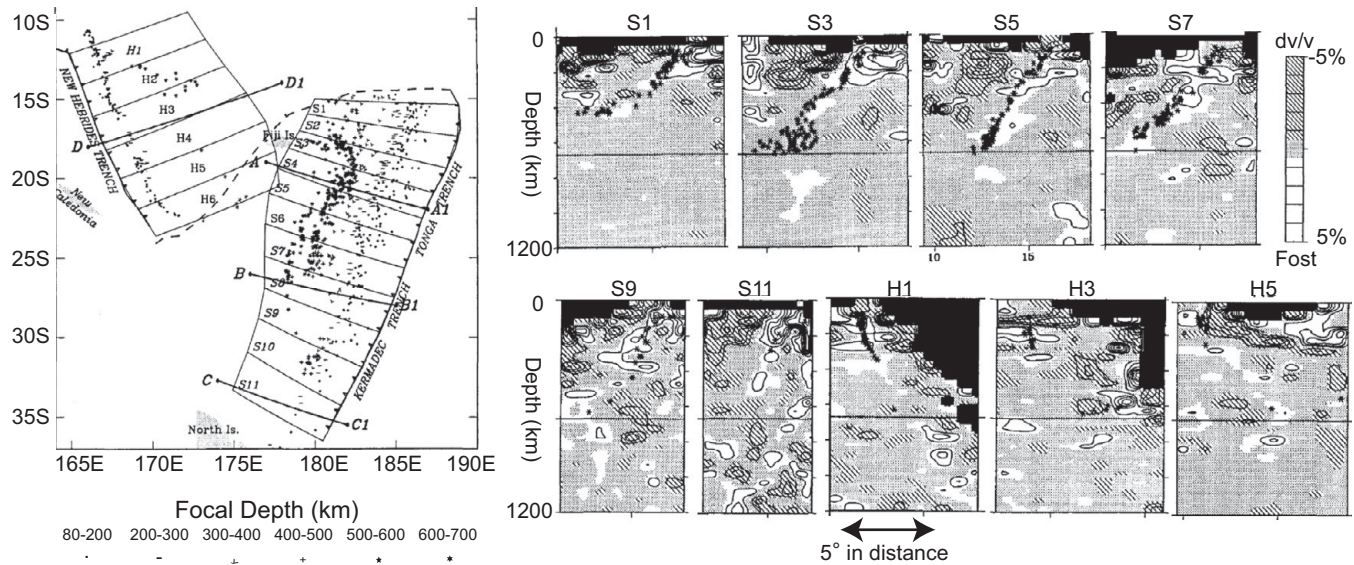 10S
15S
20S
25S
30S
35S
165E 170E 175E 180E 185E 190E
H1
H2
H3
H4
H5
H6
D
D1
NEW HEBRIDES TRENCH
New
Caledonia
Fiji Is.
S1
S2
S3
S4
S5
S6
S7
S8
S9
S10
S11
A
A1
B
B1
C
C1
TONGA TRENCH
KERMADEC TRENCH
North Is.
Focal Depth (km)
80-200 200-300 300-400 400-500 500-600 600-700
S1 S3 S5 S7
0
Depth (km)
1200
10 15
dv/v
-5%
5%
Fost
S9 S11 H1 H3 H5
0
Depth (km)
1200
5° in distance